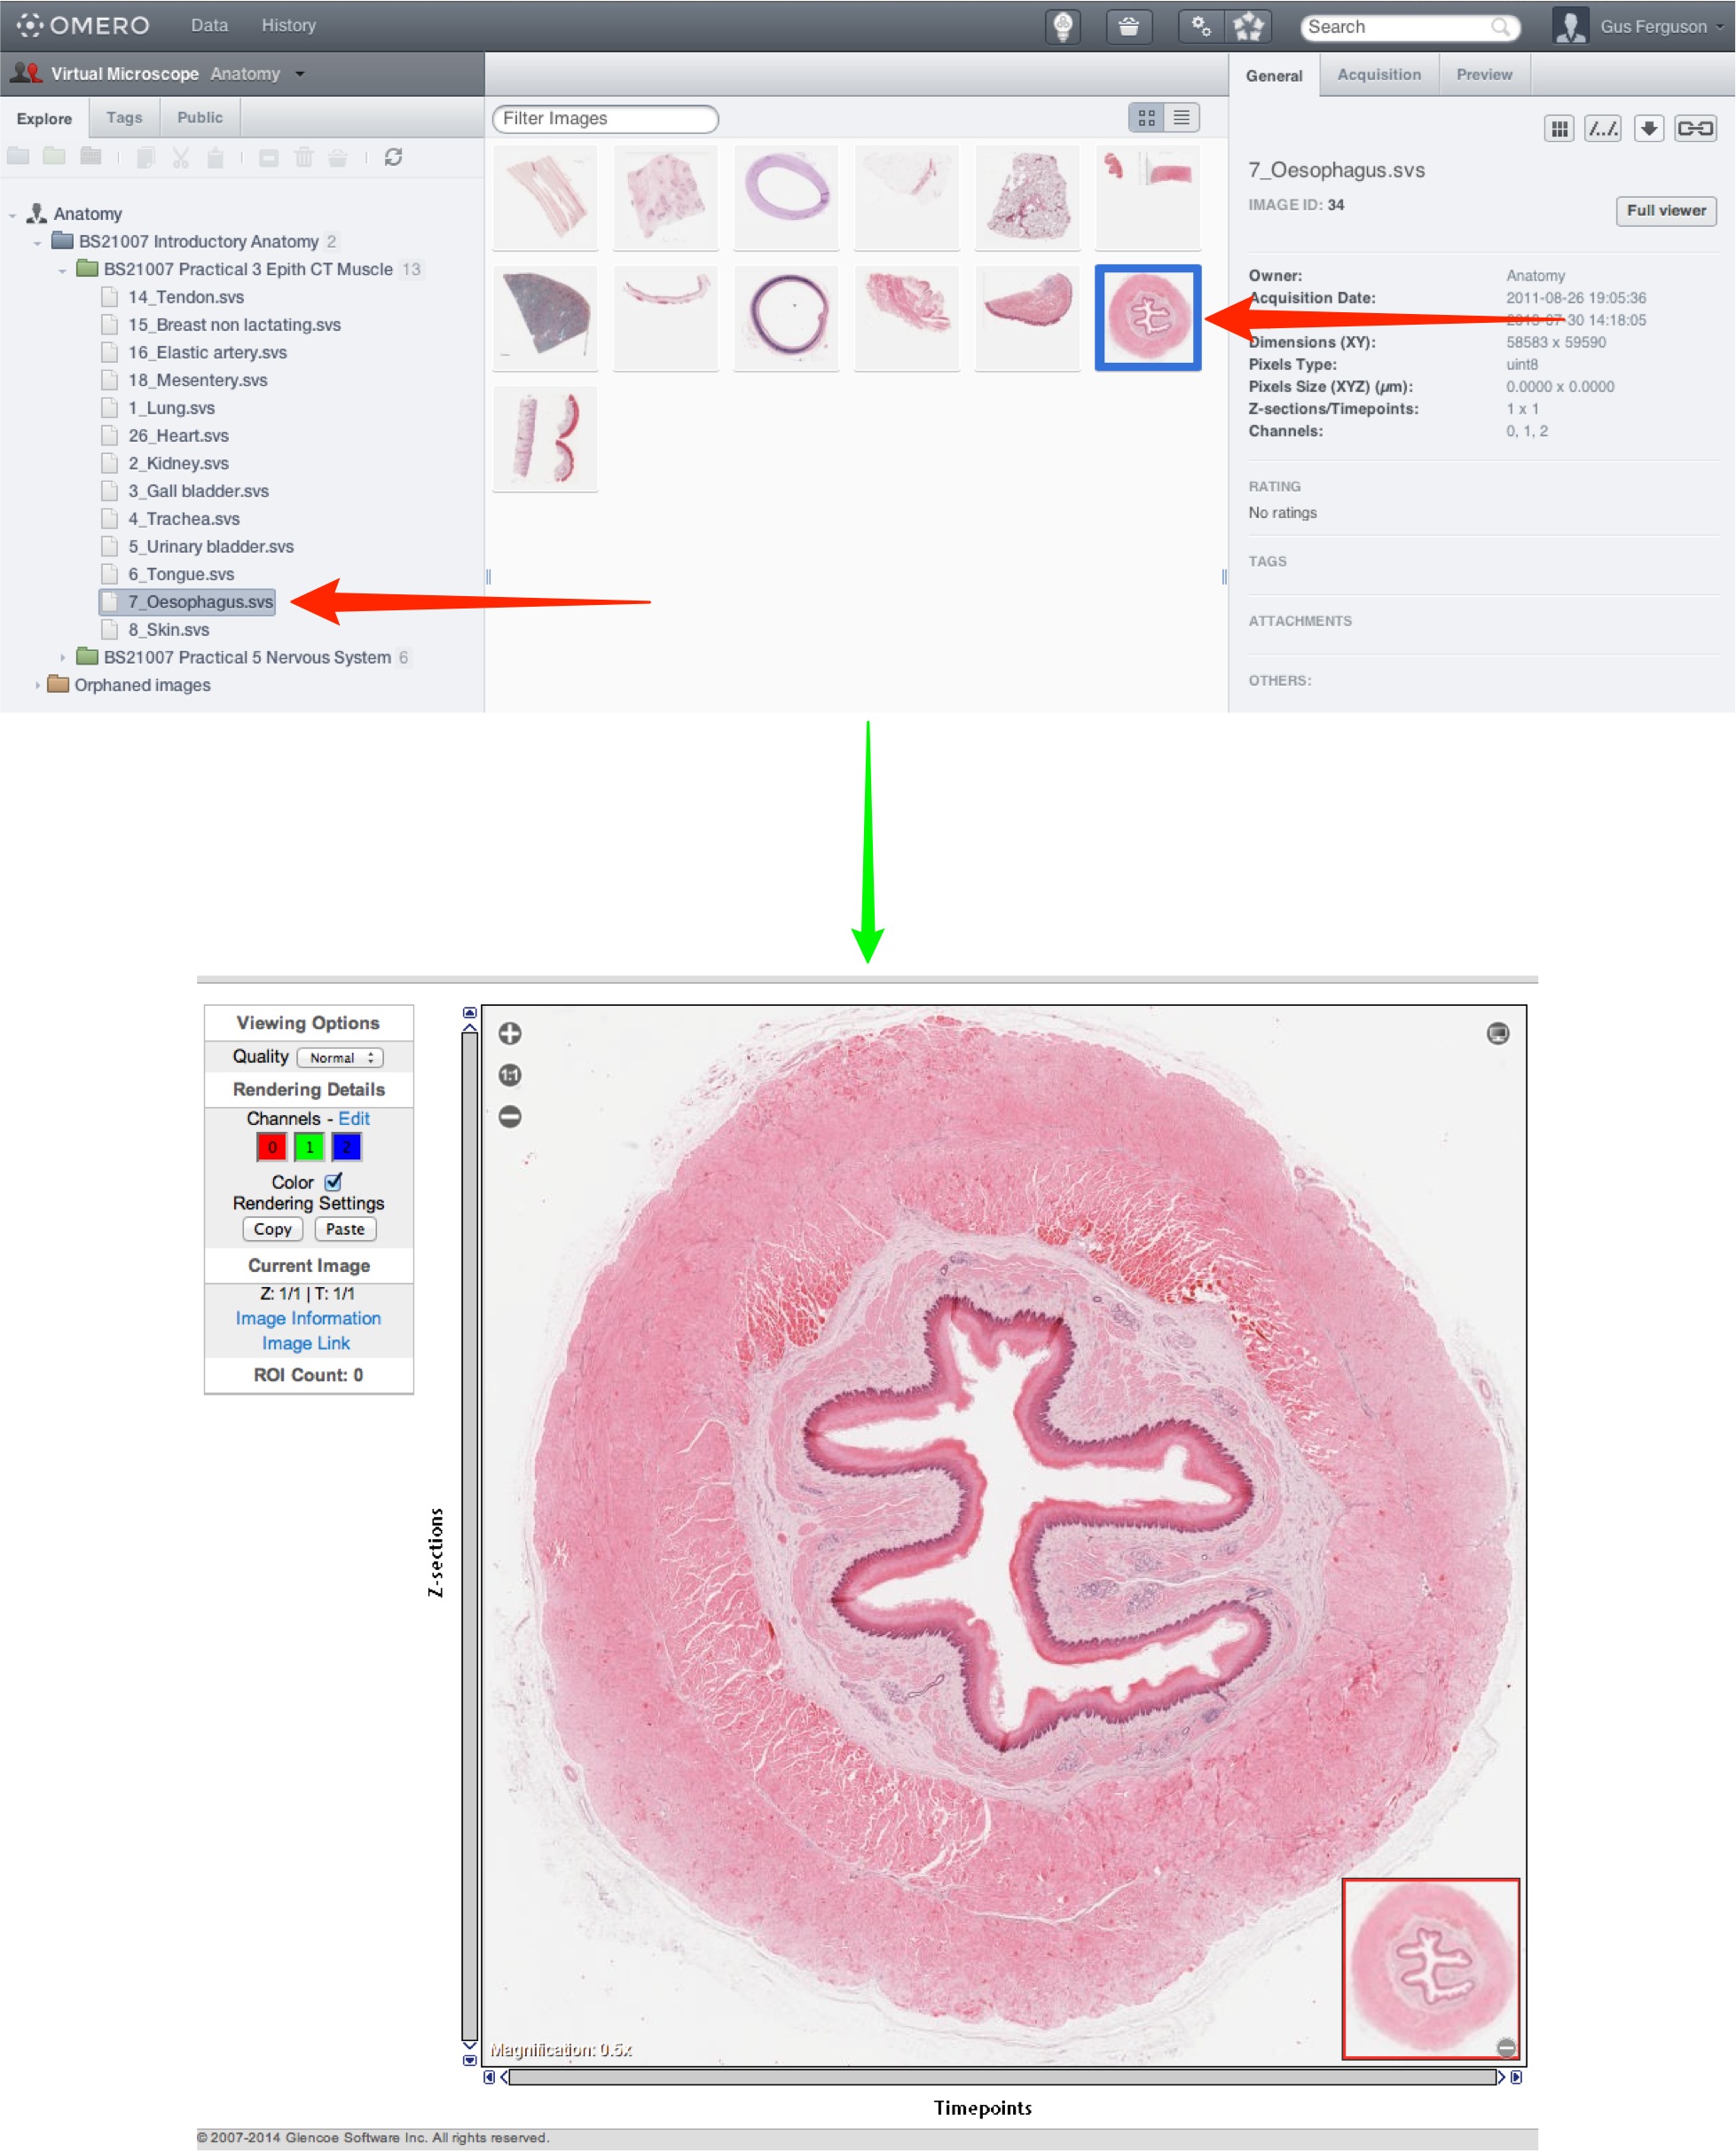 OMERO Data History Search Gus Ferguson
Virtual Microscope Anatomy
General Acquisition Preview
Explore Tags Public
Filter Images
Anatomy
BS21007 Introductory Anatomy 2
BS21007 Practical 3 Epith CT Muscle 13
14_Tendon.svs
15_Breast non lactating.svs
16_Elastic artery.svs
18_Mesentery.svs
1_Lung.svs
26_Heart.svs
2_Kidney.svs
3_Gall bladder.svs
4_Trachea.svs
5_Urinary bladder.svs
6_Tongue.svs
7_Oesophagus.svs
8_Skin.svs
BS21007 Practical 5 Nervous System 6
Orphaned images
7_Oesophagus.svs
IMAGE ID: 34
Full viewer
Owner: Anatomy
Acquisition Date: 2011-08-26 19:05:36
14:18:05
Dimensions (XY): 58583 x 59590
Pixels Type: uint8
Pixels Size (XYZ) (µm): 0.0000 x 0.0000
Z-sections/Timepoints: 1 x 1
Channels: 0, 1, 2
RATING
No ratings
TAGS
ATTACHMENTS
OTHERS:
Viewing Options
Quality Normal
Rendering Details
Channels - Edit
0 1 2
Color
Rendering Settings
Copy Paste
Current Image
Z: 1/1 | T: 1/1
Image Information
Image Link
ROI Count: 0
1:1
Z-sections
Magnification: 0.5x
Timepoints
© 2007-2014 Glencoe Software Inc. All rights reserved.